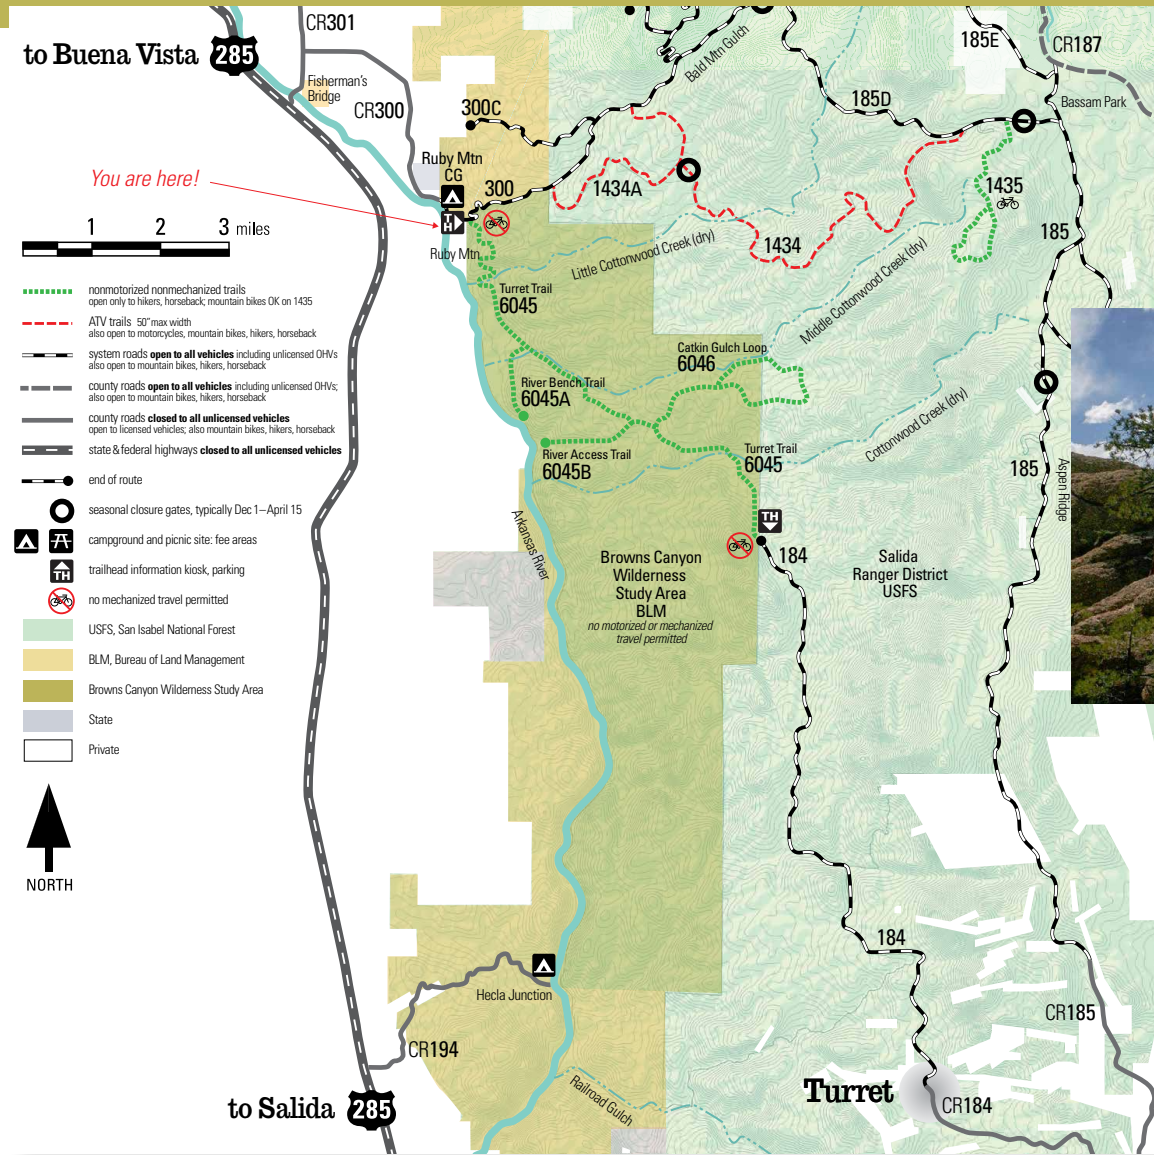 CR301
to Buena Vista 285
185E
CR187
Bald Mtn Gulch
Fisherman's
Bridge
CR300
300C
185D
Bassam Park
Ruby Mtn
CG
You are here!
300
1434A
1435
TH
1 2 3 miles
Ruby Mtn
Little Cottonwood Creek (dry)
1434
185
Middle Cottonwood Creek (dry)
nonmotorized nonmechanized trails
open only to hikers, horseback; mountain bikes OK on 1435
ATV trails 50" max width
also open to motorcycles, mountain bikes, hikers, horseback
system roads open to all vehicles including unlicensed OHVs
also open to mountain bikes, hikers, horseback
county roads open to all vehicles including unlicensed OHVs;
also open to mountain bikes, hikers, horseback
county roads closed to all unlicensed vehicles
open to licensed vehicles; also mountain bikes, hikers, horseback
state & federal highways closed to all unlicensed vehicles
end of route
seasonal closure gates, typically Dec 1–April 15
campground and picnic site: fee areas
TH
trailhead information kiosk, parking
no mechanized travel permitted
USFS, San Isabel National Forest
BLM, Bureau of Land Management
Browns Canyon Wilderness Study Area
State
Private
NORTH
Turret Trail
6045
Catkin Gulch Loop
6046
River Bench Trail
6045A
Cottonwood Creek (dry)
River Access Trail
6045B
Turret Trail
6045
185
Aspen Ridge
Arkansas River
TH
184
Browns Canyon
Wilderness
Study Area
BLM
no motorized or mechanized
travel permitted
Salida
Ranger District
USFS
184
Hecla Junction
CR185
CR194
Railroad Gulch
Turret
CR184
to Salida 285